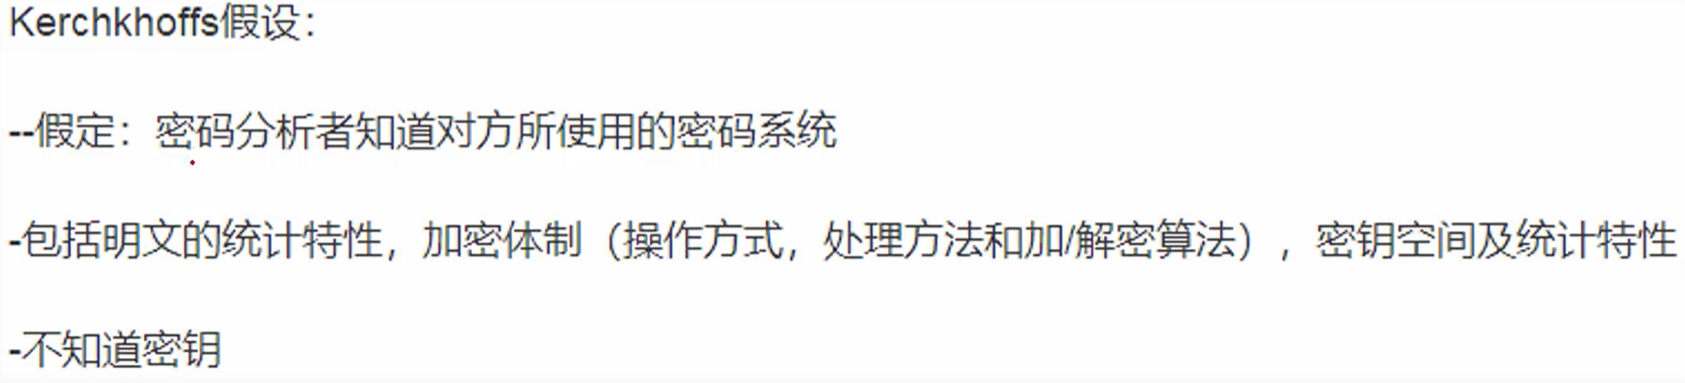 Kerchkhoffs假设：
--假定：密码分析者知道对方所使用的密码系统
-包括明文的统计特性，加密体制（操作方式，处理方法和加/解密算法），密钥空间及统计特性
-不知道密钥